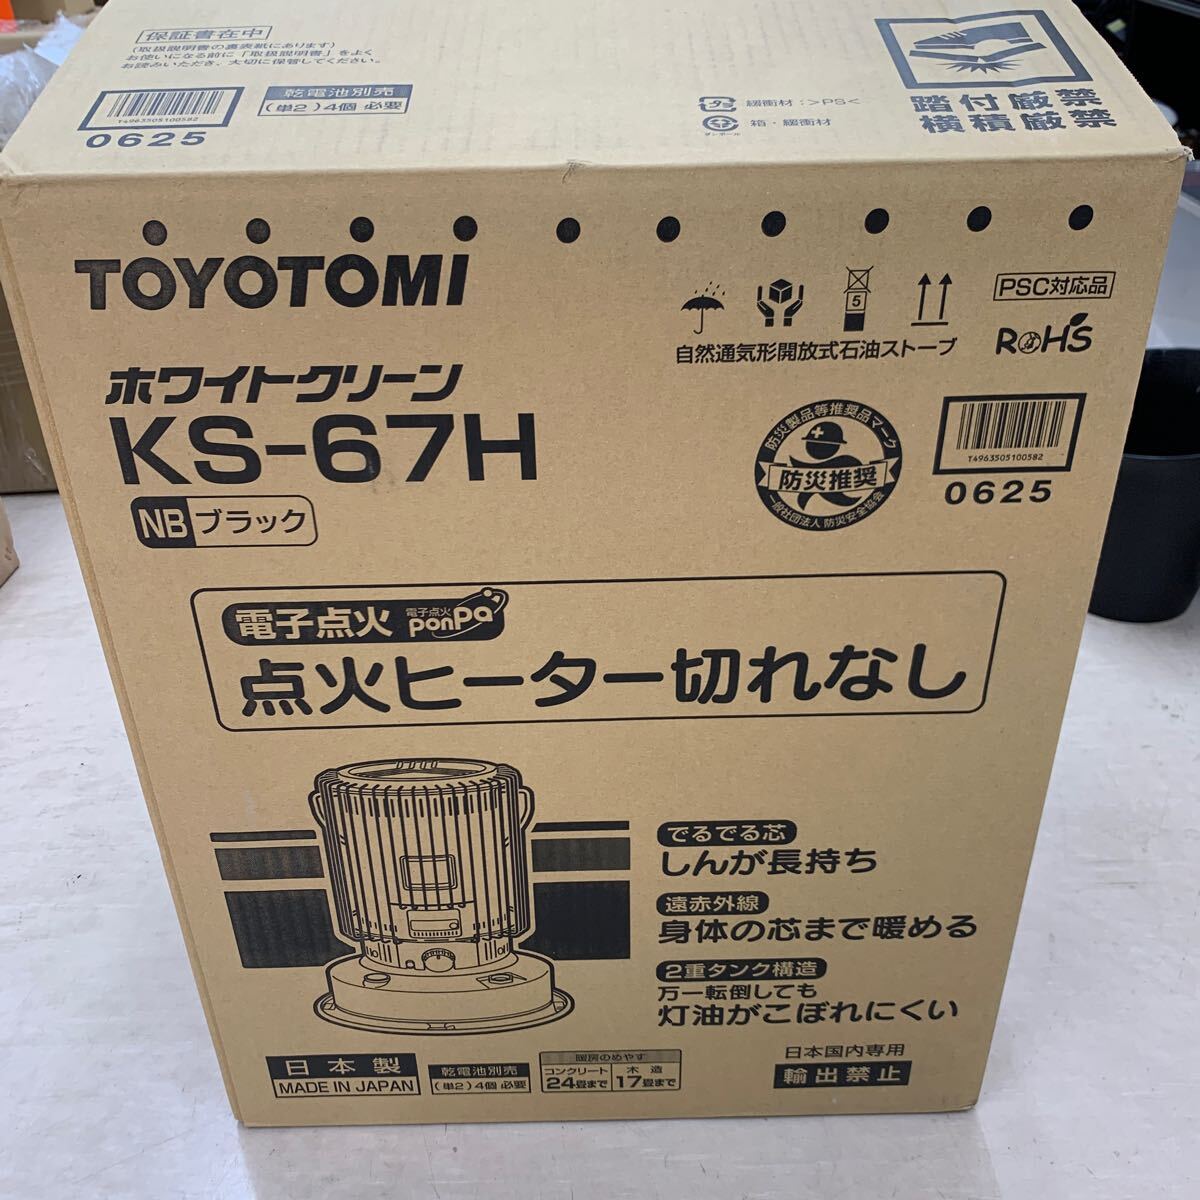 保証書在中
(取扱説明書の裏表紙にあります)
お使いになる前に「取扱説明書」をよく
お読みいただき、大切に保管してください。
T4963505100582
0625
乾電池別売
(単2)4個 必要
緩衝材：>PS<
箱・緩衝材
ダンボール
踏付厳禁
横積厳禁
TOYOTOMI
5
自然通気形開放式石油ストーブ
PSC対応品
RoHS
ホワイトクリーン
KS-67H
NB ブラック
防災製品等推奨品マーク
防災推奨
一般社団法人 防災安全協会
T4963505100582
0625
電子点火 電子点火 ponPa
点火ヒーター切れなし
でるでる芯
しんが長持ち
遠赤外線
身体の芯まで暖める
2重タンク構造
万一転倒しても
灯油がこぼれにくい
日本製
MADE IN JAPAN
乾電池別売
(単2)4個 必要
暖房のめやす
コンクリート 24畳まで
木造 17畳まで
日本国内専用
輸出禁止